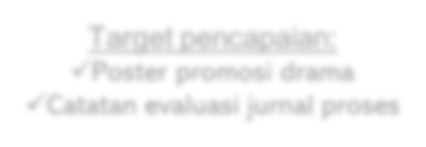 Target pencapaian:
✓Poster promosi drama
✓Catatan evaluasi jurnal proses